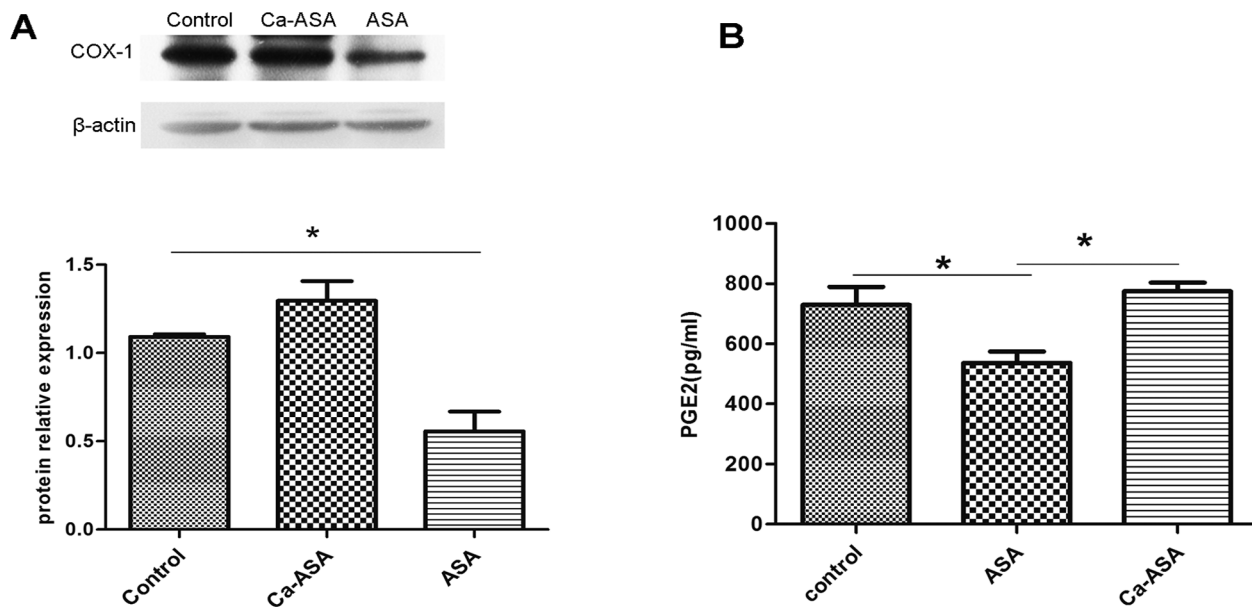 A
Control Ca-ASA ASA
COX-1
β-actin
*
protein relative expression
1.5
1.0
0.5
0.0
Control
Ca-ASA
ASA
B
*
*
PGE2(pg/ml)
1000
800
600
400
200
0
control
ASA
Ca-ASA